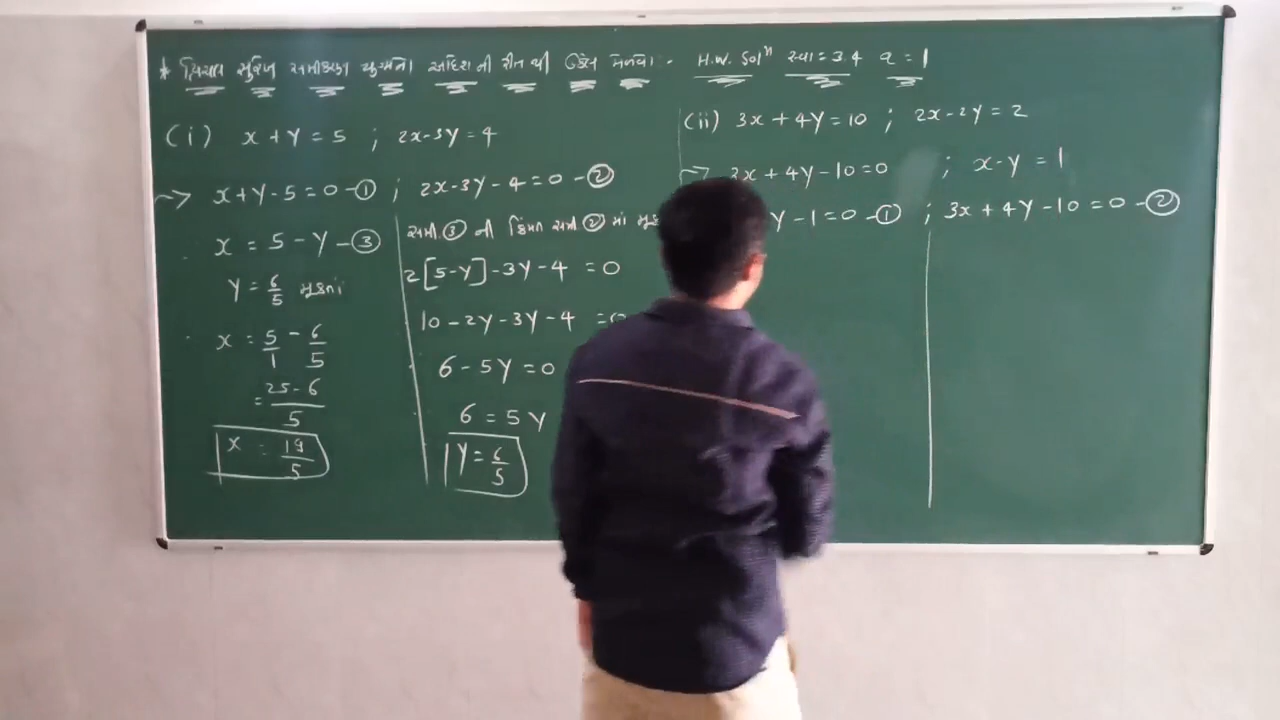 * દ્વિચલ સુરેખ સમીકરણ યુગ્મનો આદેશ ની રીત થી ઉકેલ મેળવો :- H.W. Solⁿ સ્વા = 3.4 Q = 1
(i) x + y = 5 ; 2x-3y = 4
~> x+y-5=0-① ; 2x-3y-4=0-②
x = 5-y-③
y = 6/5 મૂકતાં
x = 5/1 - 6/5
= 25-6/5
x = 19/5
સમી. ③ ની કિંમત સમી ② માં
2[5-y]-3y-4 = 0
10-2y-3y-4 =0
6-5y=0
6 = 5y
y = 6/5
(ii) 3x + 4y = 10 ; 2x-2y = 2
~> 3x + 4y-10=0 ; x-y = 1
y-1=0-① ; 3x + 4y-10=0-②